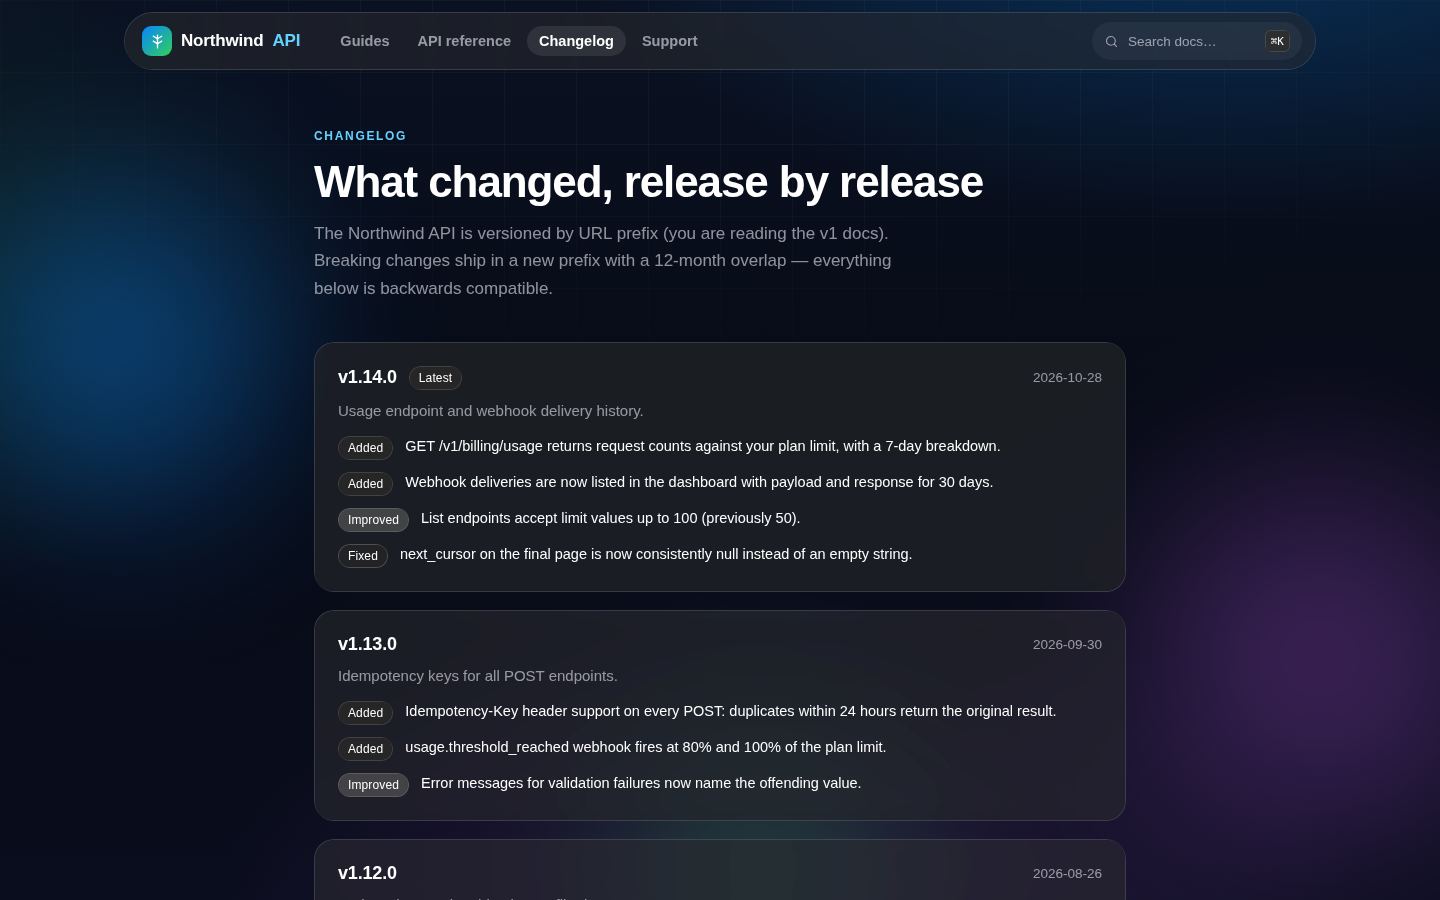 Northwind API
Guides
API reference
Changelog
Support
Search docs…
⌘K
CHANGELOG
What changed, release by release
The Northwind API is versioned by URL prefix (you are reading the v1 docs).
Breaking changes ship in a new prefix with a 12-month overlap — everything
below is backwards compatible.
v1.14.0 Latest 2026-10-28
Usage endpoint and webhook delivery history.
Added GET /v1/billing/usage returns request counts against your plan limit, with a 7-day breakdown.
Added Webhook deliveries are now listed in the dashboard with payload and response for 30 days.
Improved List endpoints accept limit values up to 100 (previously 50).
Fixed next_cursor on the final page is now consistently null instead of an empty string.
v1.13.0 2026-09-30
Idempotency keys for all POST endpoints.
Added Idempotency-Key header support on every POST: duplicates within 24 hours return the original result.
Added usage.threshold_reached webhook fires at 80% and 100% of the plan limit.
Improved Error messages for validation failures now name the offending value.
v1.12.0 2026-08-26